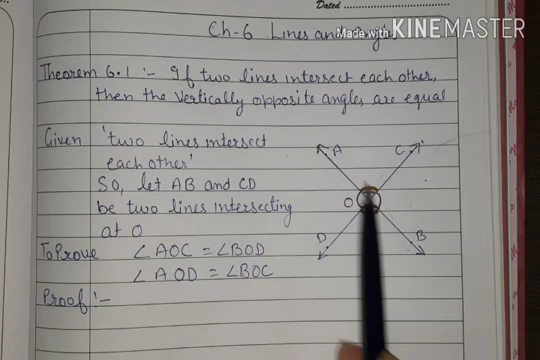 Dated
Made with KINEMASTER
Ch-6 Lines and Angles
Theorem 6.1 :- If two lines intersect each other,
then the vertically opposite angles are equal
Given 'two lines intersect
each other'
So, let AB and CD
be two lines intersecting
at O
To Prove ∠AOC = ∠BOD
∠AOD = ∠BOC
Proof :-
A C
O
D B